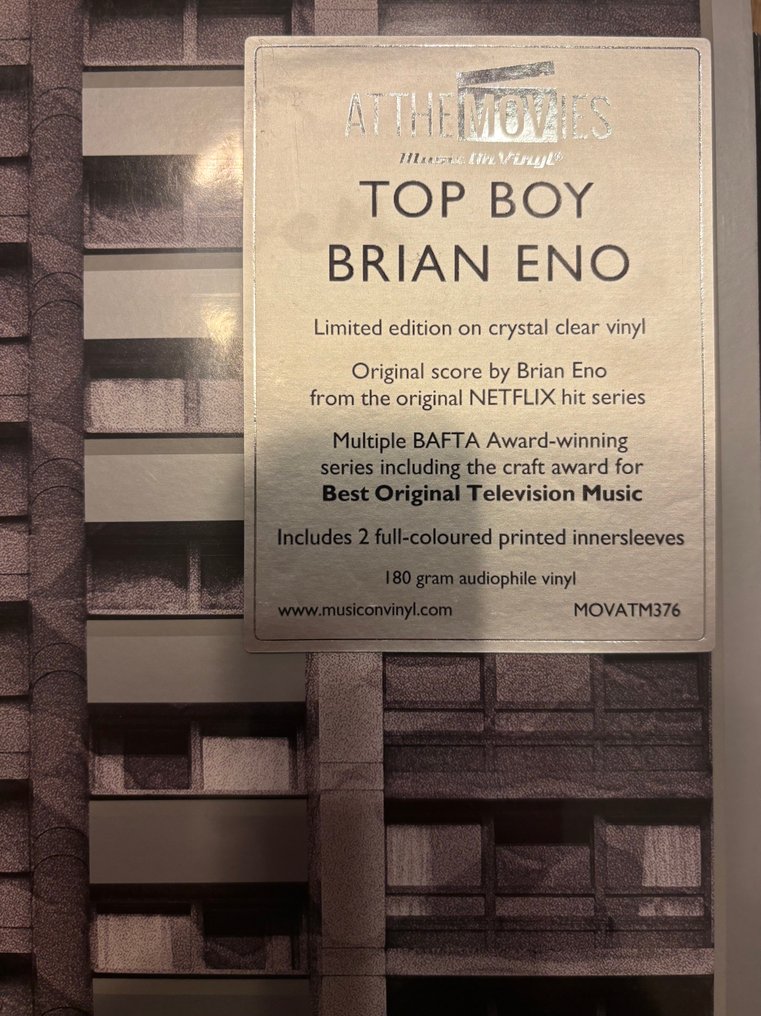 ATTHEMOVIES
Music On Vinyl®
TOP BOY
BRIAN ENO
Limited edition on crystal clear vinyl
Original score by Brian Eno
from the original NETFLIX hit series
Multiple BAFTA Award-winning
series including the craft award for
Best Original Television Music
Includes 2 full-coloured printed innersleeves
180 gram audiophile vinyl
www.musiconvinyl.com MOVATM376